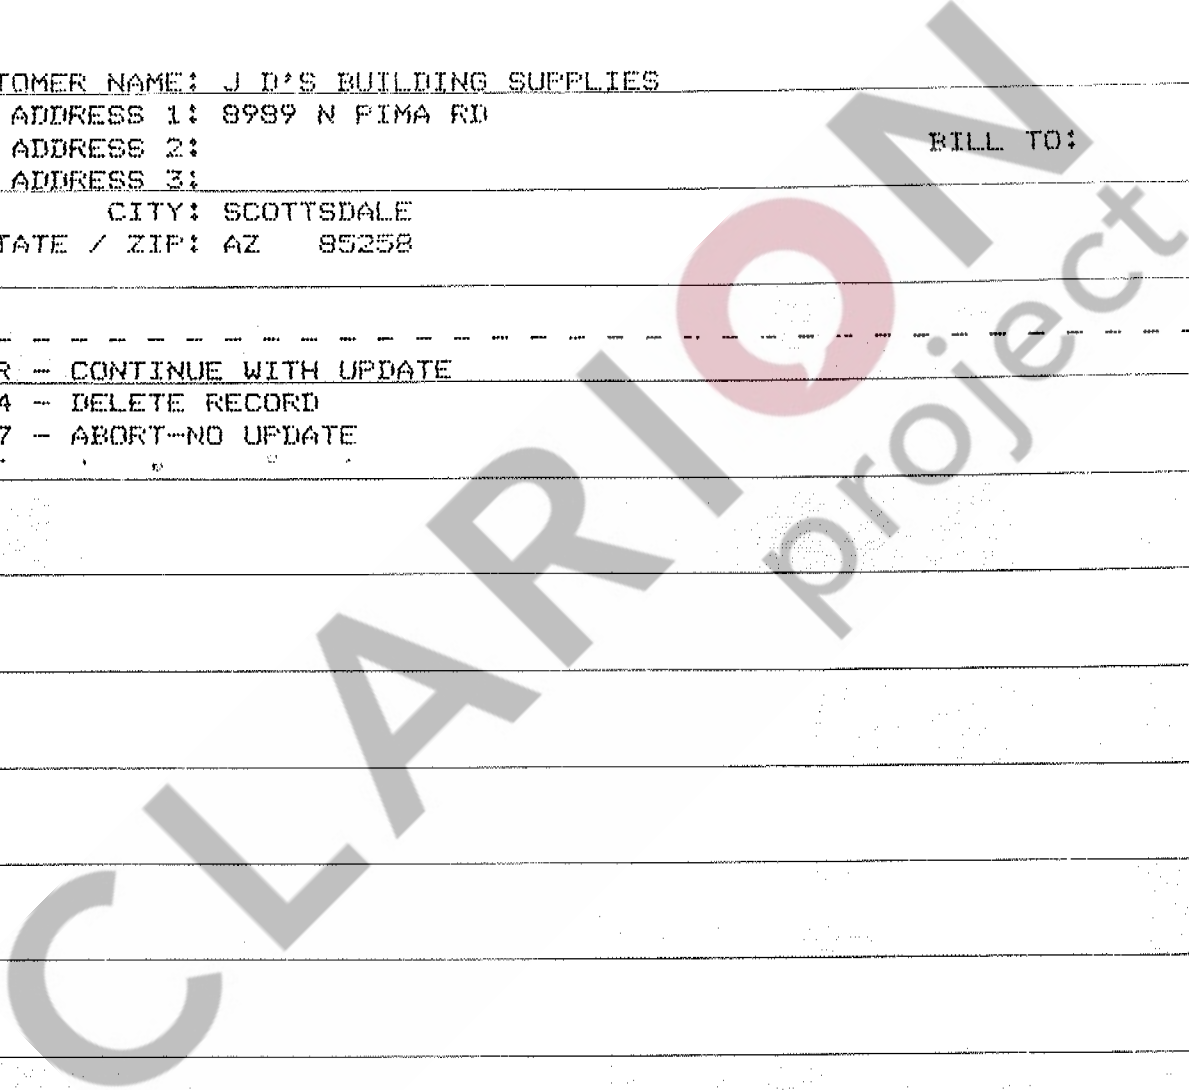 TOMER NAME: J D'S BUILDING SUPPLIES
ADDRESS 1: 8989 N PIMA RD
ADDRESS 2:
BILL TO:
ADDRESS 3:
CITY: SCOTTSDALE
TATE / ZIP: AZ 85258
R - CONTINUE WITH UPDATE
4 - DELETE RECORD
7 - ABORT-NO UPDATE
CLARION
project